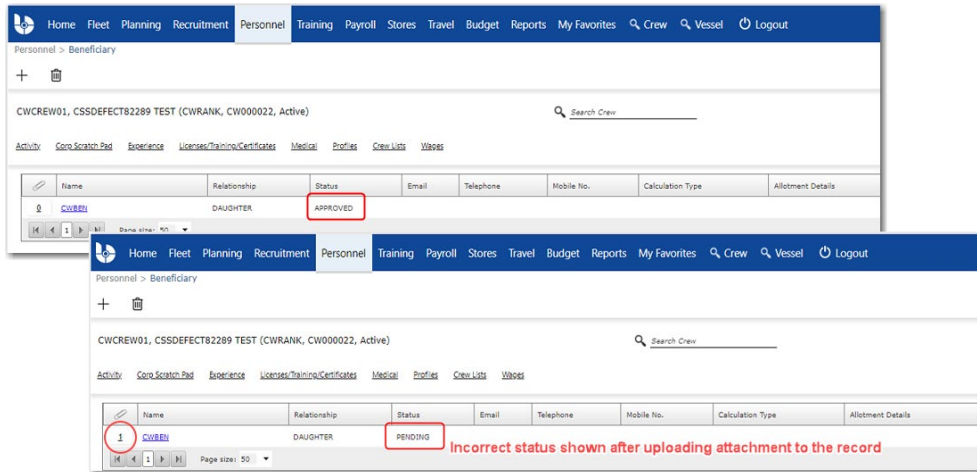 Home Fleet Planning Recruitment Personnel Training Payroll Stores Travel Budget Reports My Favorites Crew Vessel Logout
Personnel > Beneficiary
CWCREW01, CSSDEFECT82289 TEST (CWRANK, CW000022, Active) Search Crew
Activity Corp Scratch Pad Experience Licenses/Training/Certificates Medical Profiles Crew Lists Wages
Name Relationship Status Email Telephone Mobile No. Calculation Type Allotment Details
0 CWBEN DAUGHTER APPROVED
1 Page size: 50
Home Fleet Planning Recruitment Personnel Training Payroll Stores Travel Budget Reports My Favorites Crew Vessel Logout
Personnel > Beneficiary
CWCREW01, CSSDEFECT82289 TEST (CWRANK, CW000022, Active) Search Crew
Activity Corp Scratch Pad Experience Licenses/Training/Certificates Medical Profiles Crew Lists Wages
Name Relationship Status Email Telephone Mobile No. Calculation Type Allotment Details
1 CWBEN DAUGHTER PENDING Incorrect status shown after uploading attachment to the record
1 Page size: 50